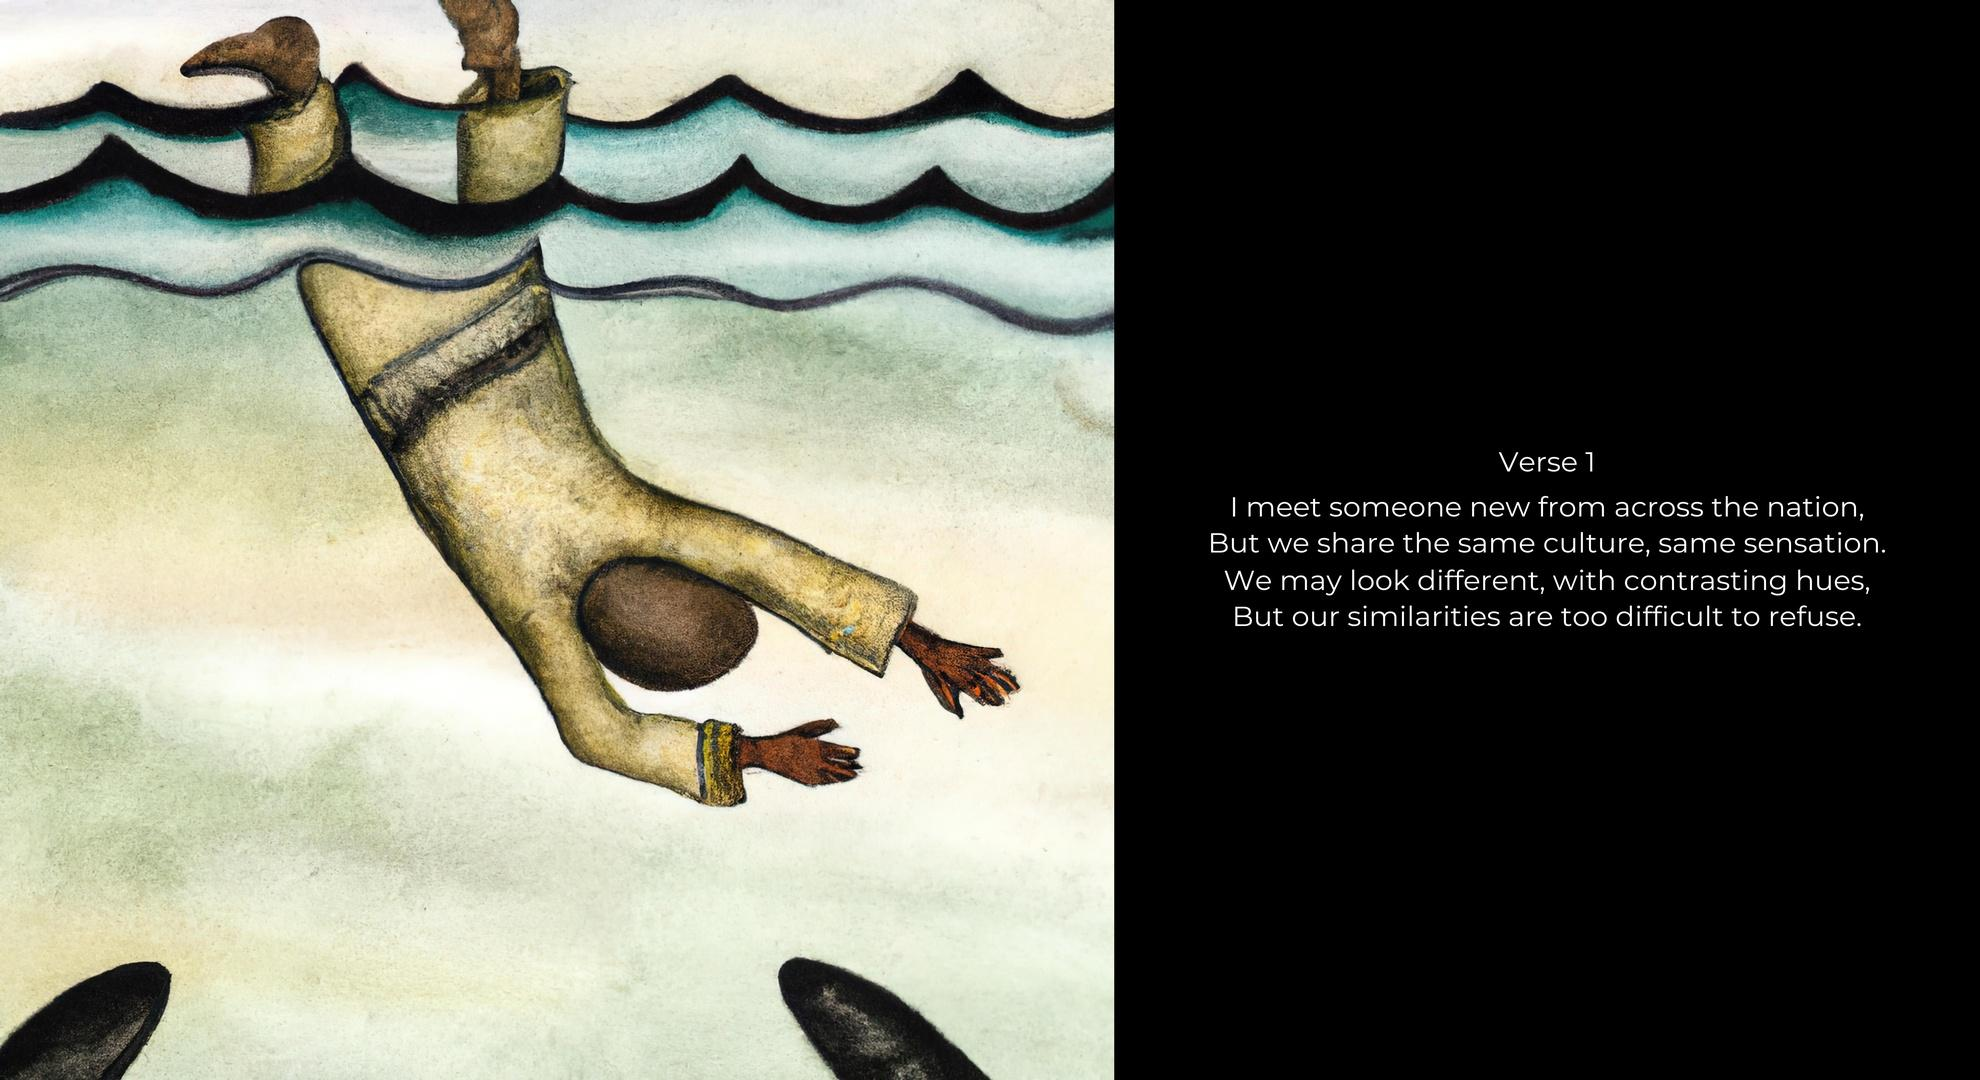 Verse 1
I meet someone new from across the nation,
But we share the same culture, same sensation.
We may look different, with contrasting hues,
But our similarities are too difficult to refuse.